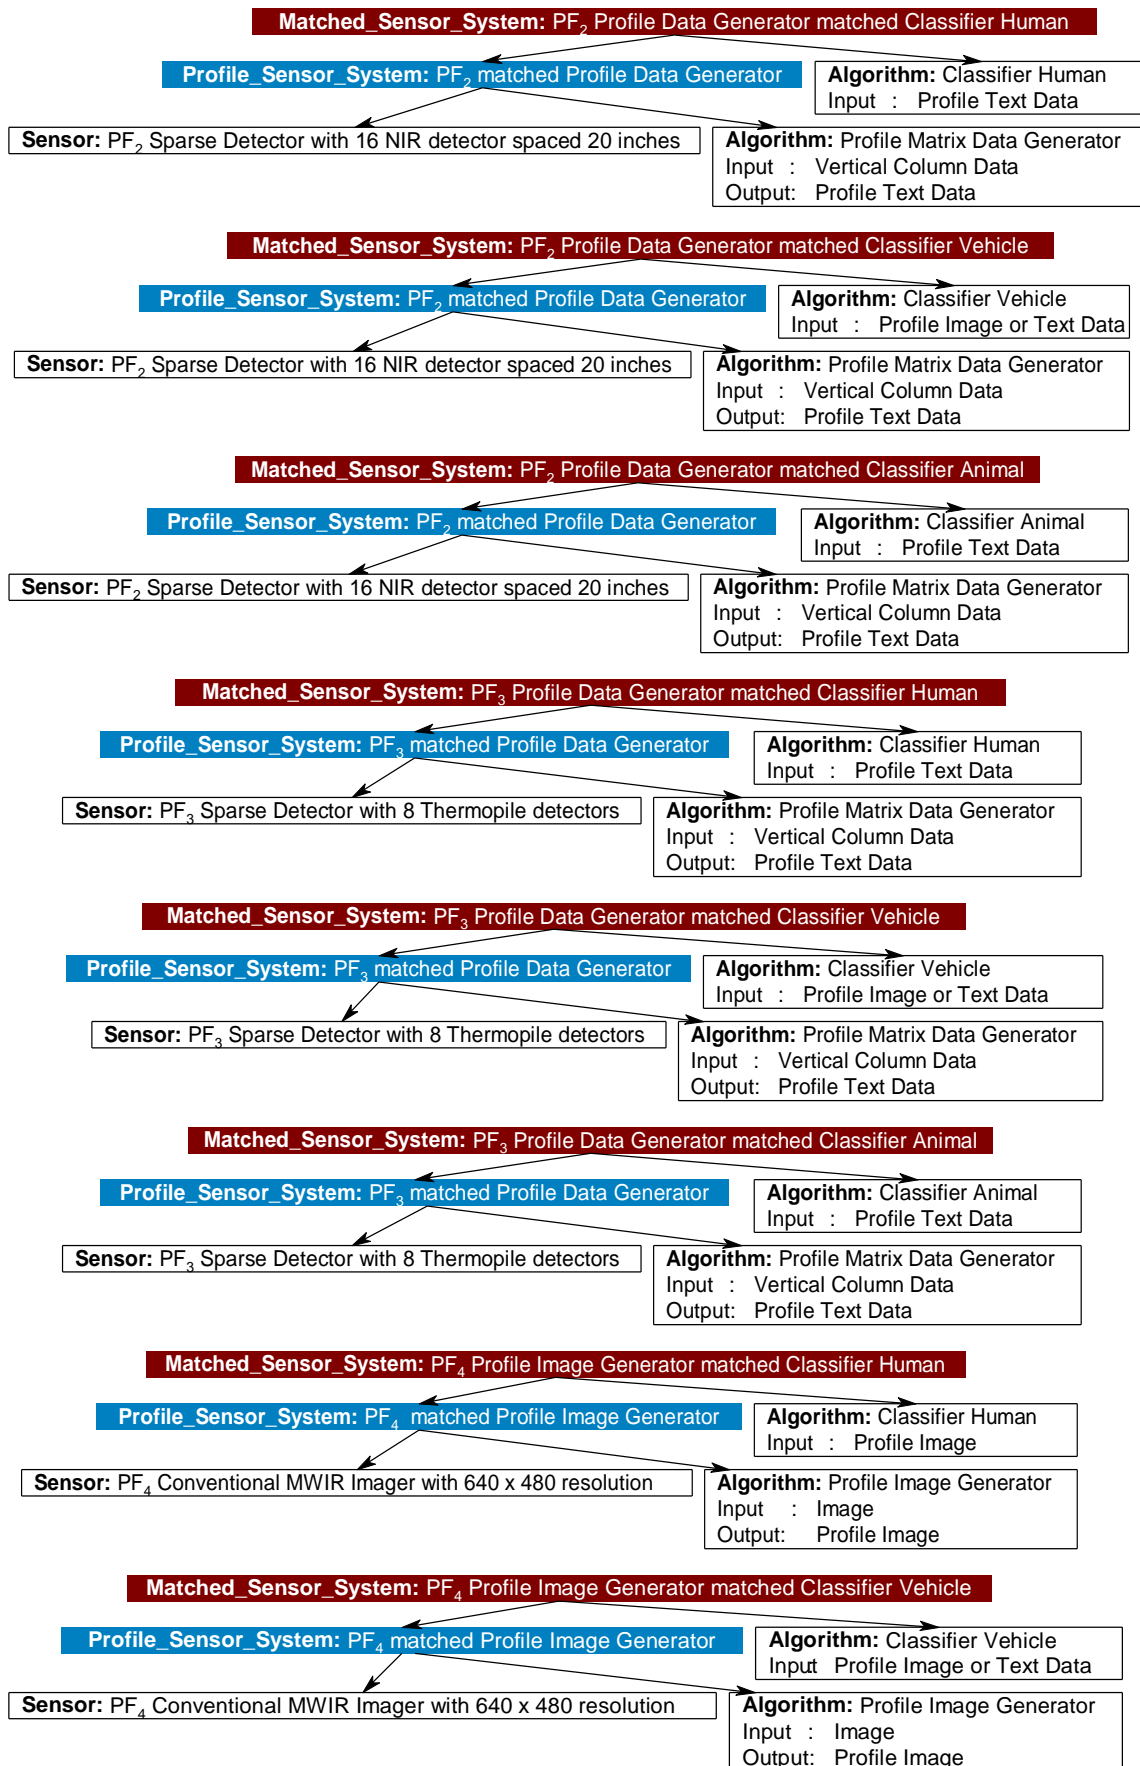 Matched_Sensor_System: PF2 Profile Data Generator matched Classifier Human
Profile_Sensor_System: PF2 matched Profile Data Generator
Algorithm: Classifier Human
Input : Profile Text Data
Sensor: PF2 Sparse Detector with 16 NIR detector spaced 20 inches
Algorithm: Profile Matrix Data Generator
Input : Vertical Column Data
Output: Profile Text Data
Matched_Sensor_System: PF2 Profile Data Generator matched Classifier Vehicle
Profile_Sensor_System: PF2 matched Profile Data Generator
Algorithm: Classifier Vehicle
Input : Profile Image or Text Data
Sensor: PF2 Sparse Detector with 16 NIR detector spaced 20 inches
Algorithm: Profile Matrix Data Generator
Input : Vertical Column Data
Output: Profile Text Data
Matched_Sensor_System: PF2 Profile Data Generator matched Classifier Animal
Profile_Sensor_System: PF2 matched Profile Data Generator
Algorithm: Classifier Animal
Input : Profile Text Data
Sensor: PF2 Sparse Detector with 16 NIR detector spaced 20 inches
Algorithm: Profile Matrix Data Generator
Input : Vertical Column Data
Output: Profile Text Data
Matched_Sensor_System: PF3 Profile Data Generator matched Classifier Human
Profile_Sensor_System: PF3 matched Profile Data Generator
Algorithm: Classifier Human
Input : Profile Text Data
Sensor: PF3 Sparse Detector with 8 Thermopile detectors
Algorithm: Profile Matrix Data Generator
Input : Vertical Column Data
Output: Profile Text Data
Matched_Sensor_System: PF3 Profile Data Generator matched Classifier Vehicle
Profile_Sensor_System: PF3 matched Profile Data Generator
Algorithm: Classifier Vehicle
Input : Profile Image or Text Data
Sensor: PF3 Sparse Detector with 8 Thermopile detectors
Algorithm: Profile Matrix Data Generator
Input : Vertical Column Data
Output: Profile Text Data
Matched_Sensor_System: PF3 Profile Data Generator matched Classifier Animal
Profile_Sensor_System: PF3 matched Profile Data Generator
Algorithm: Classifier Animal
Input : Profile Text Data
Sensor: PF3 Sparse Detector with 8 Thermopile detectors
Algorithm: Profile Matrix Data Generator
Input : Vertical Column Data
Output: Profile Text Data
Matched_Sensor_System: PF4 Profile Image Generator matched Classifier Human
Profile_Sensor_System: PF4 matched Profile Image Generator
Algorithm: Classifier Human
Input : Profile Image
Sensor: PF4 Conventional MWIR Imager with 640 x 480 resolution
Algorithm: Profile Image Generator
Input : Image
Output: Profile Image
Matched_Sensor_System: PF4 Profile Image Generator matched Classifier Vehicle
Profile_Sensor_System: PF4 matched Profile Image Generator
Algorithm: Classifier Vehicle
Input Profile Image or Text Data
Sensor: PF4 Conventional MWIR Imager with 640 x 480 resolution
Algorithm: Profile Image Generator
Input : Image
Output: Profile Image